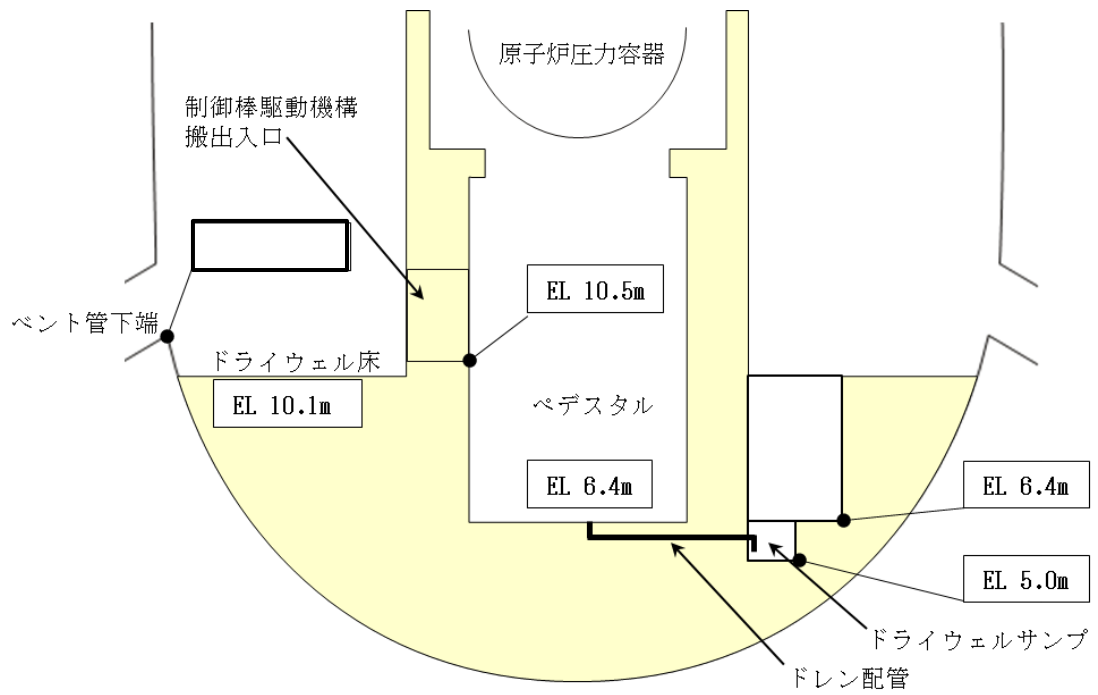 原子炉圧力容器
制御棒駆動機構
搬出入口
EL 10.5m
ベント管下端
ドライウェル床
EL 10.1m
ペデスタル
EL 6.4m
EL 6.4m
EL 5.0m
ドライウェルサンプ
ドレン配管